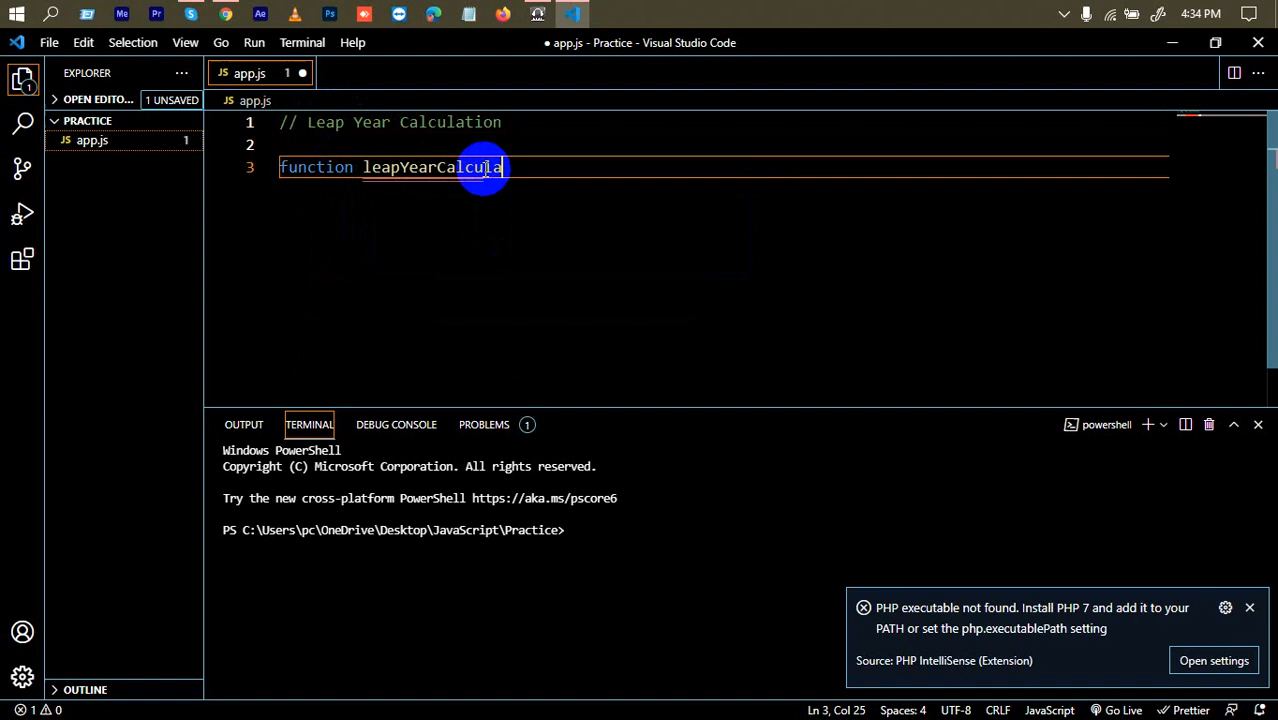 4:34 PM
File Edit Selection View Go Run Terminal Help
● app.js - Practice - Visual Studio Code
EXPLORER
JS app.js 1
OPEN EDITO... 1 UNSAVED
JS app.js
PRACTICE
JS app.js 1
1 // Leap Year Calculation
2
3 function leapYearCalcula
OUTPUT TERMINAL DEBUG CONSOLE PROBLEMS 1
powershell
Windows PowerShell
Copyright (C) Microsoft Corporation. All rights reserved.
Try the new cross-platform PowerShell https://aka.ms/pscore6
PS C:\Users\pc\OneDrive\Desktop\JavaScript\Practice>
PHP executable not found. Install PHP 7 and add it to your
PATH or set the php.executablePath setting
Source: PHP IntelliSense (Extension)
Open settings
OUTLINE
1 0 Ln 3, Col 25 Spaces: 4 UTF-8 CRLF JavaScript Go Live Prettier